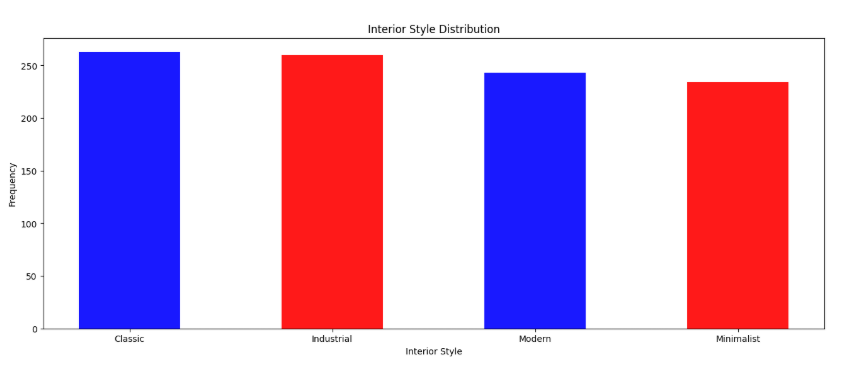 Interior Style Distribution
Frequency
250
200
150
100
50
0
Classic Industrial Modern Minimalist
Interior Style